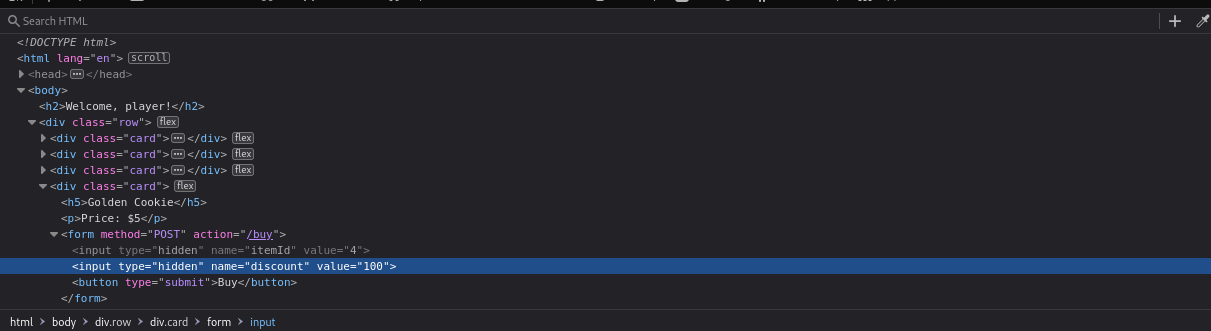 Search HTML
<!DOCTYPE html>
<html lang="en"> scroll
<head> ··· </head>
<body>
<h2>Welcome, player!</h2>
<div class="row"> flex
<div class="card"> ··· </div> flex
<div class="card"> ··· </div> flex
<div class="card"> ··· </div> flex
<div class="card"> flex
<h5>Golden Cookie</h5>
<p>Price: $5</p>
<form method="POST" action="/buy">
<input type="hidden" name="itemId" value="4">
<input type="hidden" name="discount" value="100">
<button type="submit">Buy</button>
</form>
html > body > div.row > div.card > form > input